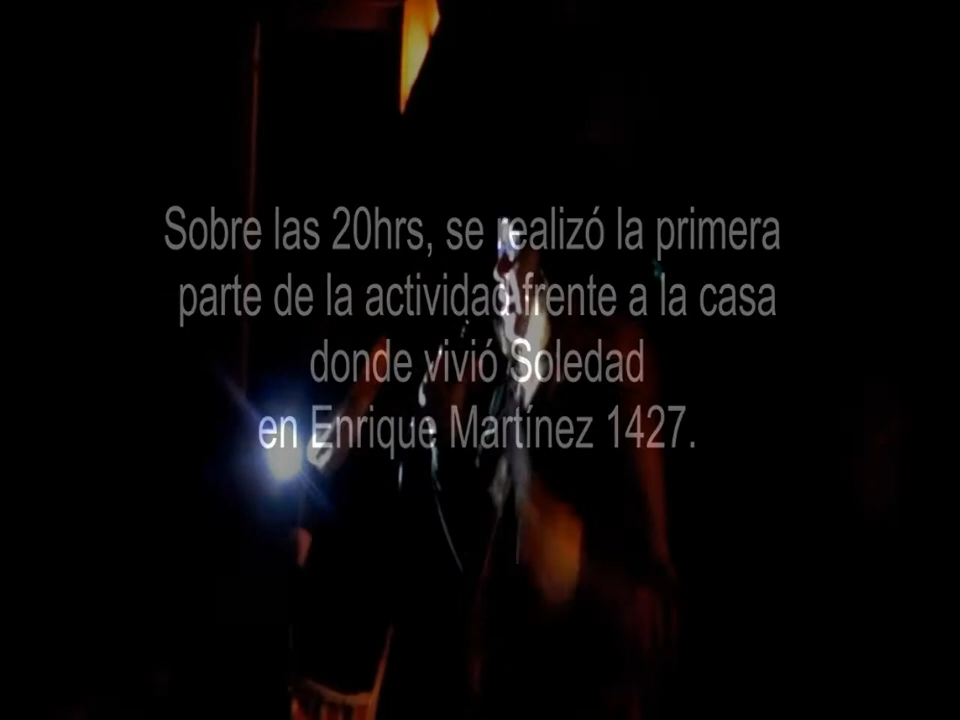 Sobre las 20hrs, se realizó la primera
parte de la actividad frente a la casa
donde vivió Soledad
en Enrique Martínez 1427.